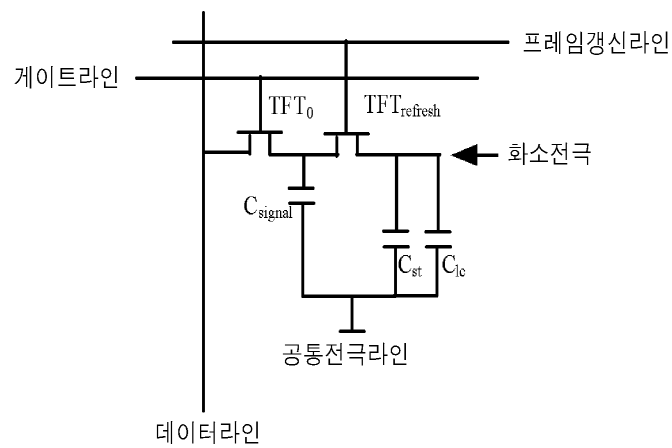 프레임갱신라인
게이트라인
TFT₀
TFTrefresh
화소전극
Csignal
Cst
Clc
공통전극라인
데이터라인